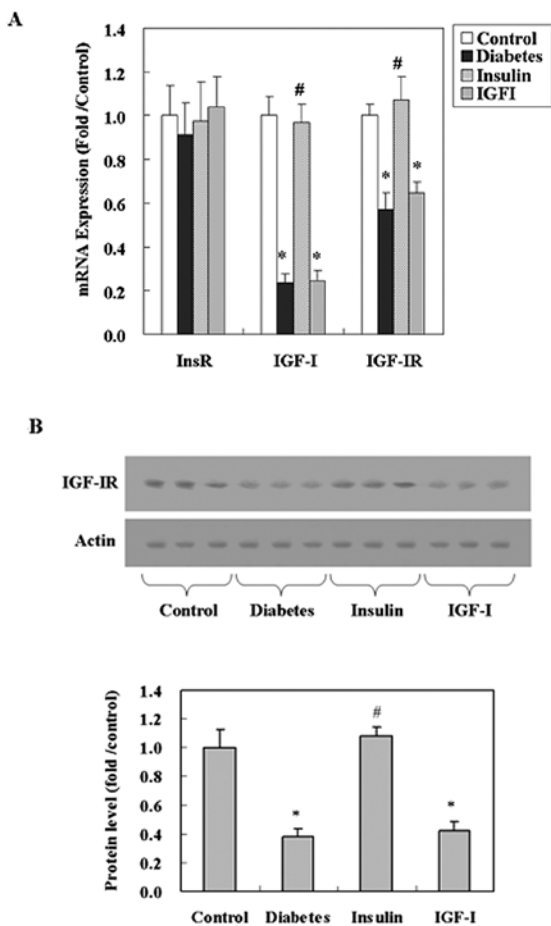 A
Control
Diabetes
Insulin
IGFI
mRNA Expression (Fold /Control)
1.4
1.2
1.0
0.8
0.6
0.4
0.2
0.0
#
#
*
*
*
*
InsR
IGF-I
IGF-IR
B
IGF-IR
Actin
Control
Diabetes
Insulin
IGF-I
Protein level (fold /control)
1.4
1.2
1.0
0.8
0.6
0.4
0.2
0.0
*
#
*
Control
Diabetes
Insulin
IGF-I